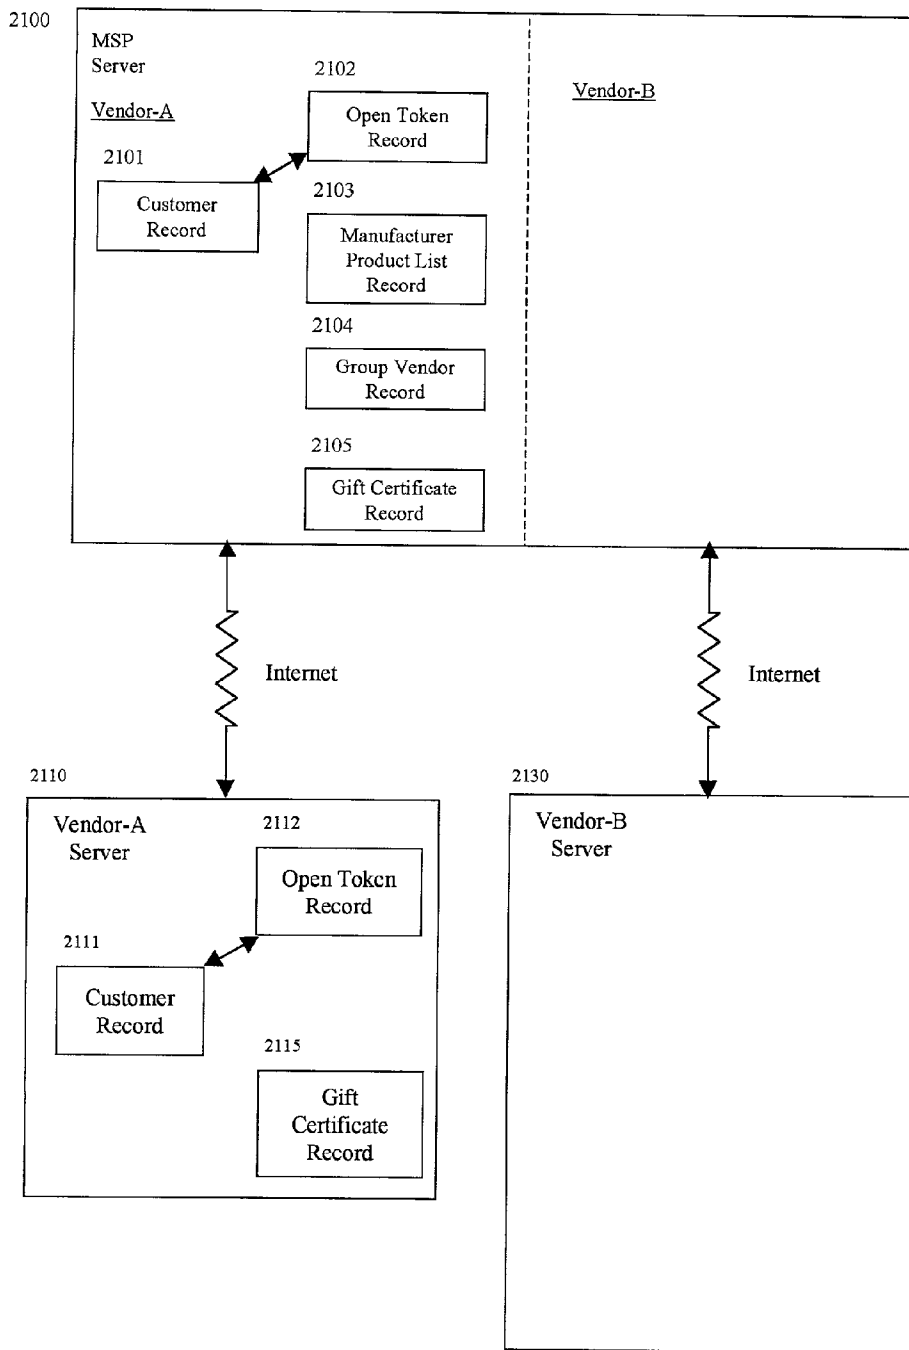 2100
MSP
Server
Vendor-A
2102
Open Token
Record
2101
Customer
Record
2103
Manufacturer
Product List
Record
2104
Group Vendor
Record
2105
Gift Certificate
Record
Vendor-B
Internet
Internet
2110
Vendor-A
Server
2112
Open Token
Record
2111
Customer
Record
2115
Gift
Certificate
Record
2130
Vendor-B
Server